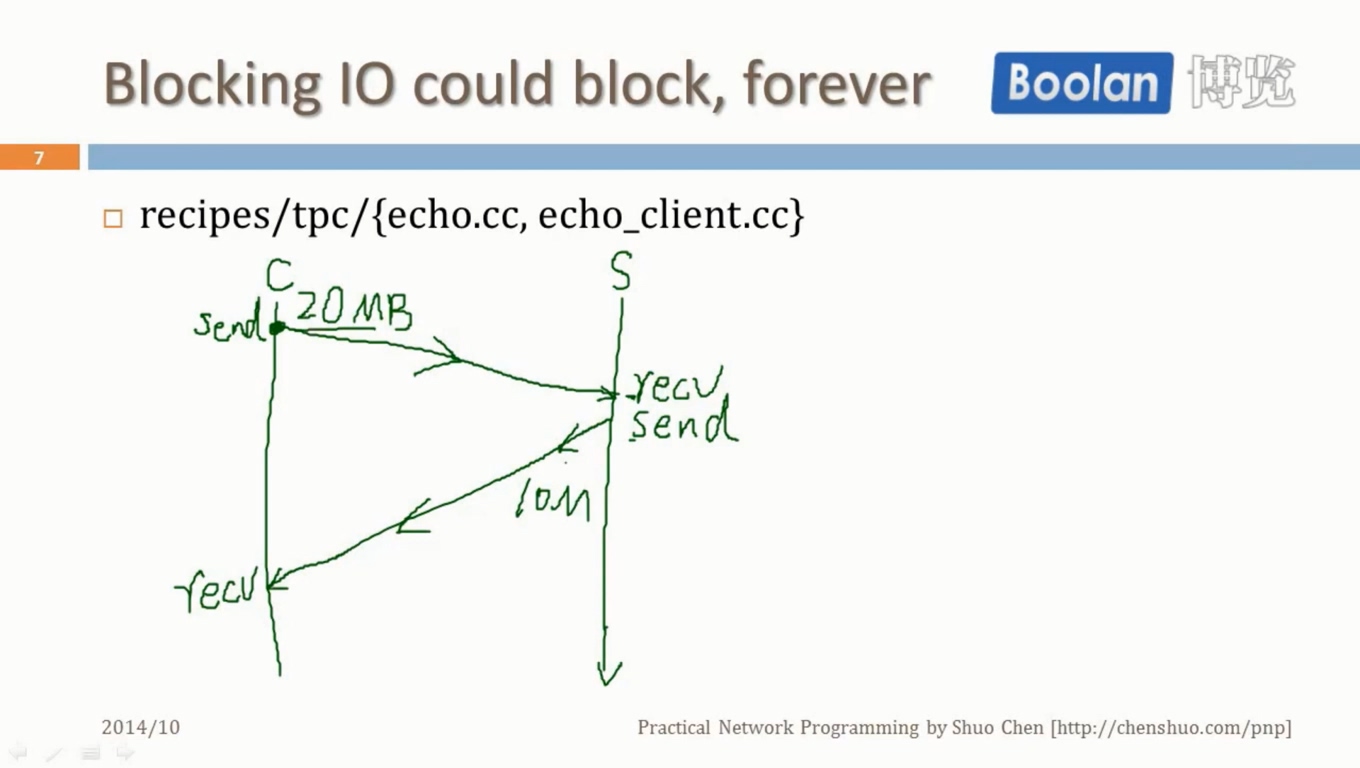 Blocking IO could block, forever
Boolan 博览
7
recipes/tpc/{echo.cc, echo_client.cc}
C
S
send 20MB
recv
send
10M
recv
2014/10
Practical Network Programming by Shuo Chen [http://chenshuo.com/pnp]